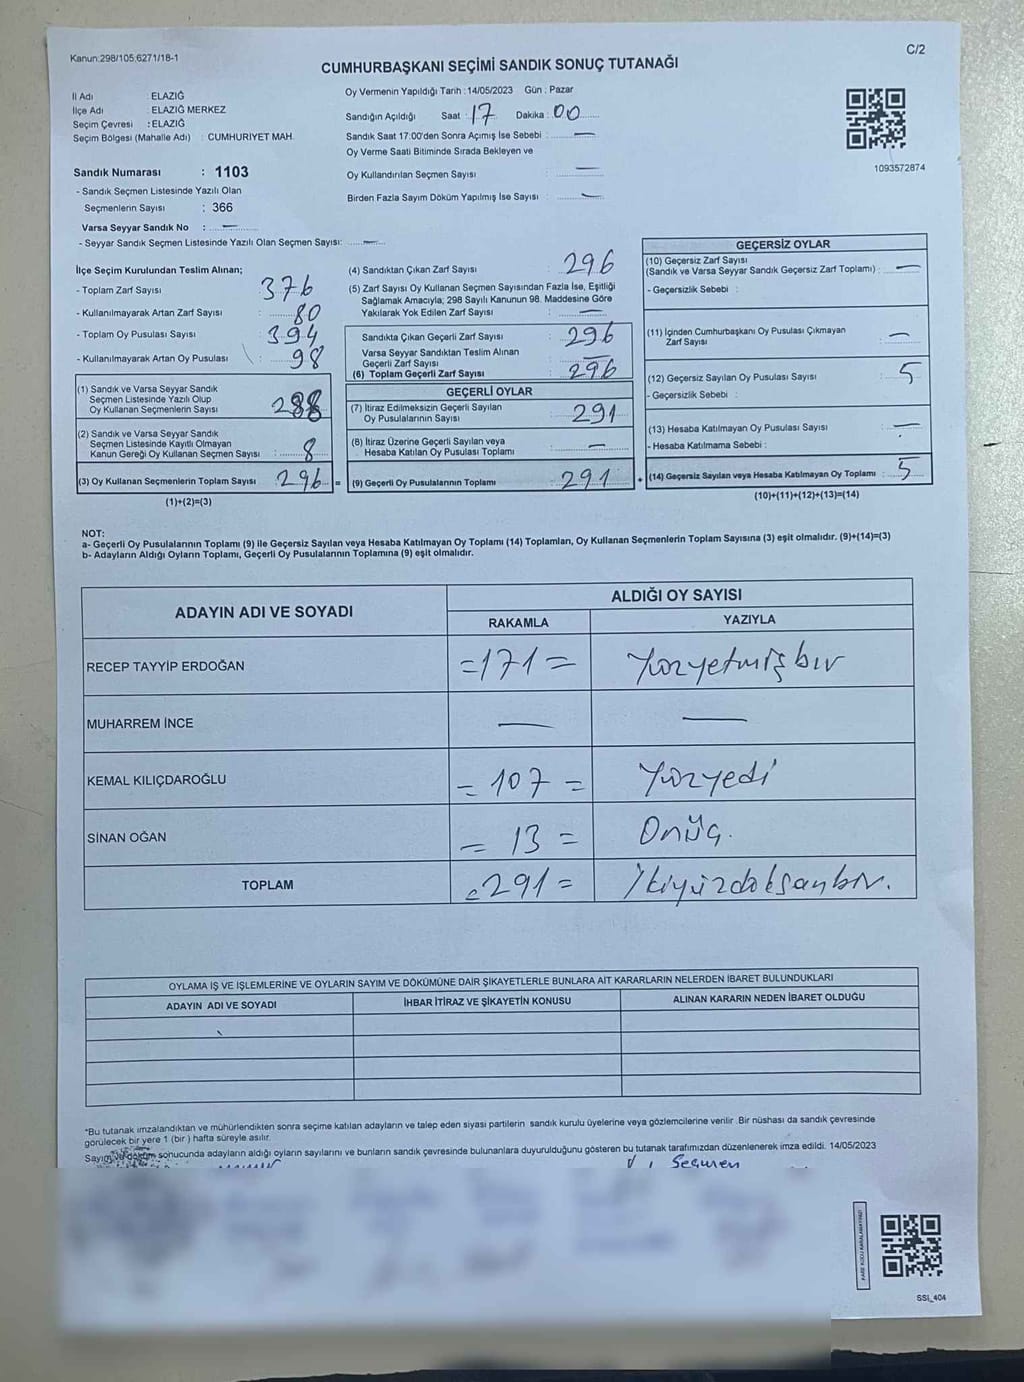 Kanun:298/105;6271/18-1
C/2
CUMHURBAŞKANI SEÇİMİ SANDIK SONUÇ TUTANAĞI
İl Adı : ELAZIĞ
İlçe Adı : ELAZIĞ MERKEZ
Seçim Çevresi : ELAZIĞ
Seçim Bölgesi (Mahalle Adı) : CUMHURİYET MAH.
Oy Vermenin Yapıldığı Tarih : 14/05/2023 Gün : Pazar
Sandığın Açıldığı Saat : 17 Dakika : 00
Sandık Saat 17:00'den Sonra Açımış İse Sebebi : —
Oy Verme Saati Bitiminde Sırada Bekleyen ve
Oy Kullandırılan Seçmen Sayısı : —
Birden Fazla Sayım Döküm Yapılmış İse Sayısı : —
1093572874
Sandık Numarası : 1103
- Sandık Seçmen Listesinde Yazılı Olan
Seçmenlerin Sayısı : 366
Varsa Seyyar Sandık No : —
- Seyyar Sandık Seçmen Listesinde Yazılı Olan Seçmen Sayısı: —
İlçe Seçim Kurulundan Teslim Alınan;
- Toplam Zarf Sayısı : 376
- Kullanılmayarak Artan Zarf Sayısı : 80
- Toplam Oy Pusulası Sayısı : 394
- Kullanılmayarak Artan Oy Pusulası : 98
(1) Sandık ve Varsa Seyyar Sandık
Seçmen Listesinde Yazılı Olup
Oy Kullanan Seçmenlerin Sayısı : 288
(2) Sandık ve Varsa Seyyar Sandık
Seçmen Listesinde Kayıtlı Olmayan
Kanun Gereği Oy Kullanan Seçmen Sayısı : 8
(3) Oy Kullanan Seçmenlerin Toplam Sayısı : 296 =
(1)+(2)=(3)
(4) Sandıktan Çıkan Zarf Sayısı : 296
(5) Zarf Sayısı Oy Kullanan Seçmen Sayısından Fazla İse, Eşitliği
Sağlamak Amacıyla; 298 Sayılı Kanunun 98. Maddesine Göre
Yakılarak Yok Edilen Zarf Sayısı : —
Sandıkta Çıkan Geçerli Zarf Sayısı : 296
Varsa Seyyar Sandıktan Teslim Alınan
Geçerli Zarf Sayısı : —
(6) Toplam Geçerli Zarf Sayısı : 296
GEÇERLİ OYLAR
(7) İtiraz Edilmeksizin Geçerli Sayılan
Oy Pusulalarının Sayısı : 291
(8) İtiraz Üzerine Geçerli Sayılan veya
Hesaba Katılan Oy Pusulası Toplamı : —
(9) Geçerli Oy Pusulalarının Toplamı : 291 +
GEÇERSİZ OYLAR
(10) Geçersiz Zarf Sayısı
(Sandık ve Varsa Seyyar Sandık Geçersiz Zarf Toplamı) : —
- Geçersizlik Sebebi :
(11) İçinden Cumhurbaşkanı Oy Pusulası Çıkmayan
Zarf Sayısı : —
(12) Geçersiz Sayılan Oy Pusulası Sayısı : 5
- Geçersizlik Sebebi :
(13) Hesaba Katılmayan Oy Pusulası Sayısı : —
- Hesaba Katılmama Sebebi :
(14) Geçersiz Sayılan veya Hesaba Katılmayan Oy Toplamı : 5
(10)+(11)+(12)+(13)=(14)
NOT:
a- Geçerli Oy Pusulalarının Toplamı (9) ile Geçersiz Sayılan veya Hesaba Katılmayan Oy Toplamı (14) Toplamları, Oy Kullanan Seçmenlerin Toplam Sayısına (3) eşit olmalıdır. (9)+(14)=(3)
b- Adayların Aldığı Oyların Toplamı, Geçerli Oy Pusulalarının Toplamına (9) eşit olmalıdır.
ADAYIN ADI VE SOYADI
ALDIĞI OY SAYISI
RAKAMLA YAZIYLA
RECEP TAYYİP ERDOĞAN =171= Yüzyetmişbir
MUHARREM İNCE — —
KEMAL KILIÇDAROĞLU =107= Yüzyedi
SİNAN OĞAN =13= Onüç.
TOPLAM =291= İkiyüzdoksanbir.
OYLAMA İŞ VE İŞLEMLERİNE VE OYLARIN SAYIM VE DÖKÜMÜNE DAİR ŞİKAYETLERLE BUNLARA AİT KARARLARIN NELERDEN İBARET BULUNDUKLARI
ADAYIN ADI VE SOYADI İHBAR İTİRAZ VE ŞİKAYETİN KONUSU ALINAN KARARIN NEDEN İBARET OLDUĞU
*Bu tutanak imzalandıktan ve mühürlendikten sonra seçime katılan adayların ve talep eden siyasi partilerin sandık kurulu üyelerine veya gözlemcilerine verilir. Bir nüshası da sandık çevresinde
görülecek bir yere 1 (bir ) hafta süreyle asılır.
Sayım ve döküm sonucunda adayların aldığı oyların sayılarını ve bunların sandık çevresinde bulunanlara duyurulduğunu gösteren bu tutanak tarafımızdan düzenlenerek imza edildi. 14/05/2023
Seçmen
SSİ_404